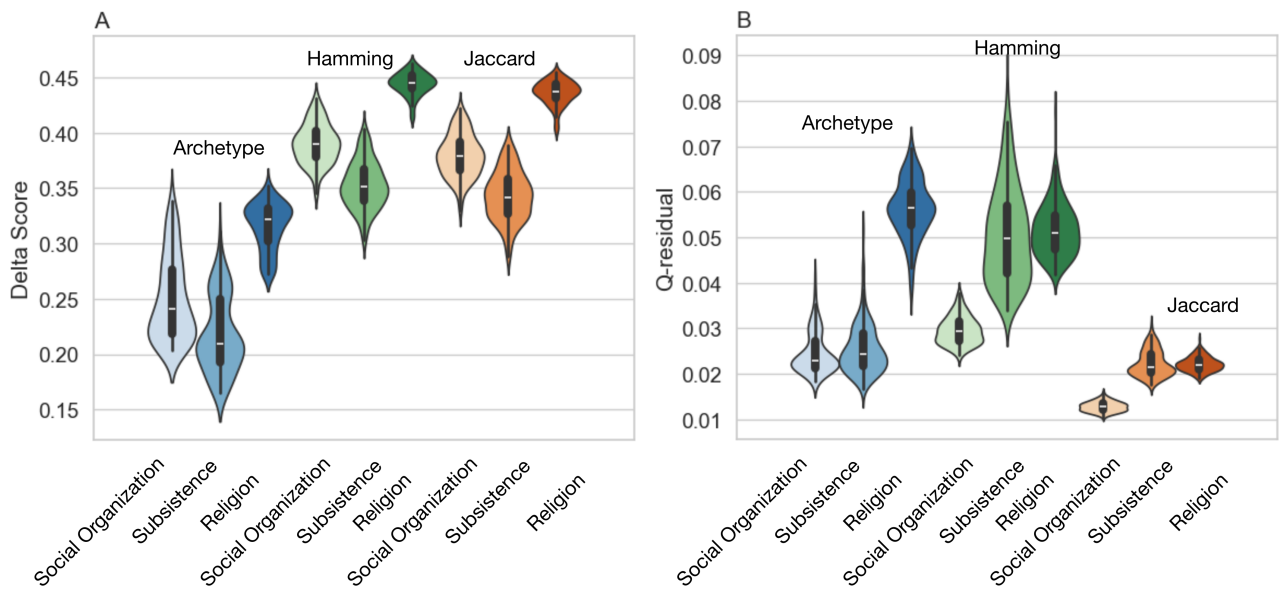 A
Delta Score
0.45
0.40
0.35
0.30
0.25
0.20
0.15
Archetype
Hamming
Jaccard
Social Organization
Subsistence
Religion
Social Organization
Subsistence
Religion
Social Organization
Subsistence
Religion
B
Q-residual
0.09
0.08
0.07
0.06
0.05
0.04
0.03
0.02
0.01
Archetype
Hamming
Jaccard
Social Organization
Subsistence
Religion
Social Organization
Subsistence
Religion
Social Organization
Subsistence
Religion